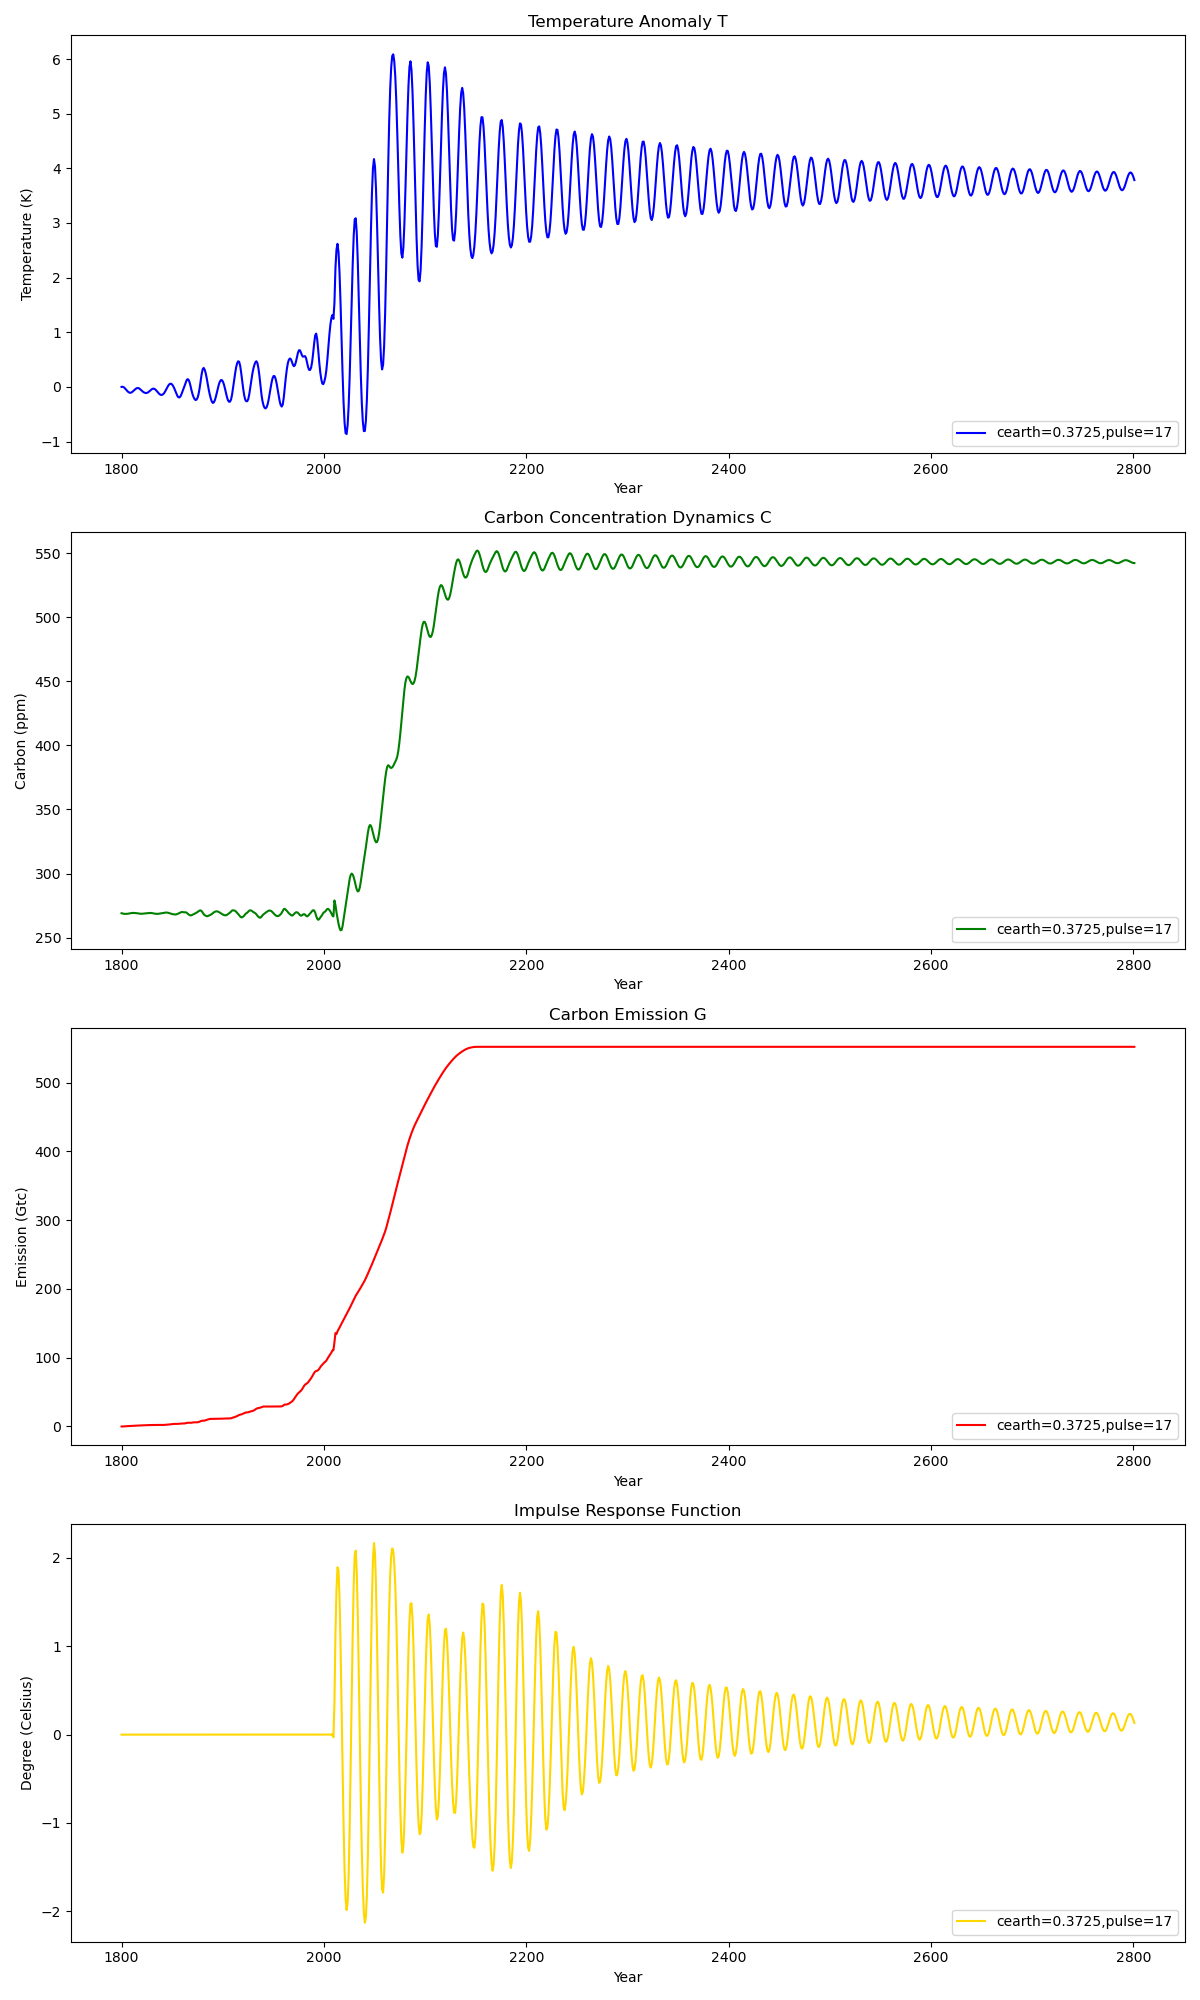 Temperature Anomaly T
6
5
4
3
2
1
0
−1
Temperature (K)
cearth=0.3725,pulse=17
1800 2000 2200 2400 2600 2800
Year
Carbon Concentration Dynamics C
550
500
450
400
350
300
250
Carbon (ppm)
cearth=0.3725,pulse=17
1800 2000 2200 2400 2600 2800
Year
Carbon Emission G
500
400
300
200
100
0
Emission (Gtc)
cearth=0.3725,pulse=17
1800 2000 2200 2400 2600 2800
Year
Impulse Response Function
2
1
0
−1
−2
Degree (Celsius)
cearth=0.3725,pulse=17
1800 2000 2200 2400 2600 2800
Year